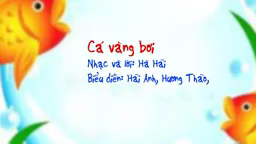 Cá vàng bơi
Nhạc và lời: Hà Hải
Biểu diễn: Hải Anh, Hương Thảo,